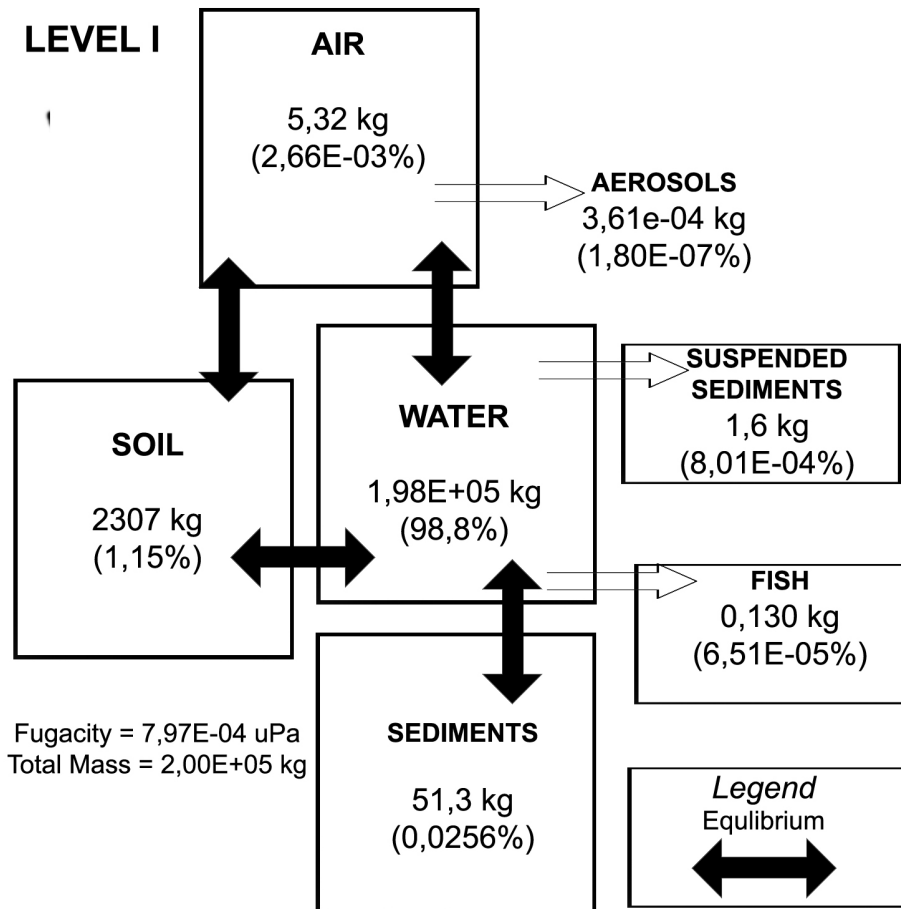 LEVEL I
AIR
5,32 kg
(2,66E-03%)
AEROSOLS
3,61e-04 kg
(1,80E-07%)
SUSPENDED
SEDIMENTS
1,6 kg
(8,01E-04%)
WATER
1,98E+05 kg
(98,8%)
SOIL
2307 kg
(1,15%)
FISH
0,130 kg
(6,51E-05%)
Fugacity = 7,97E-04 uPa
Total Mass = 2,00E+05 kg
SEDIMENTS
51,3 kg
(0,0256%)
Legend
Equlibrium